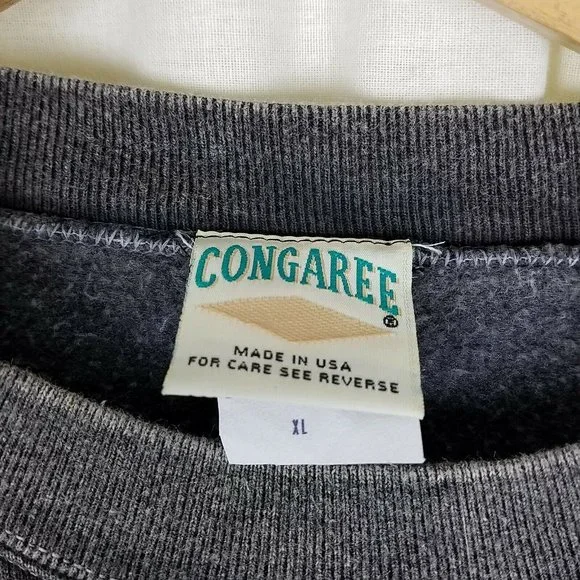 CONGAREE®
MADE IN USA
FOR CARE SEE REVERSE
XL